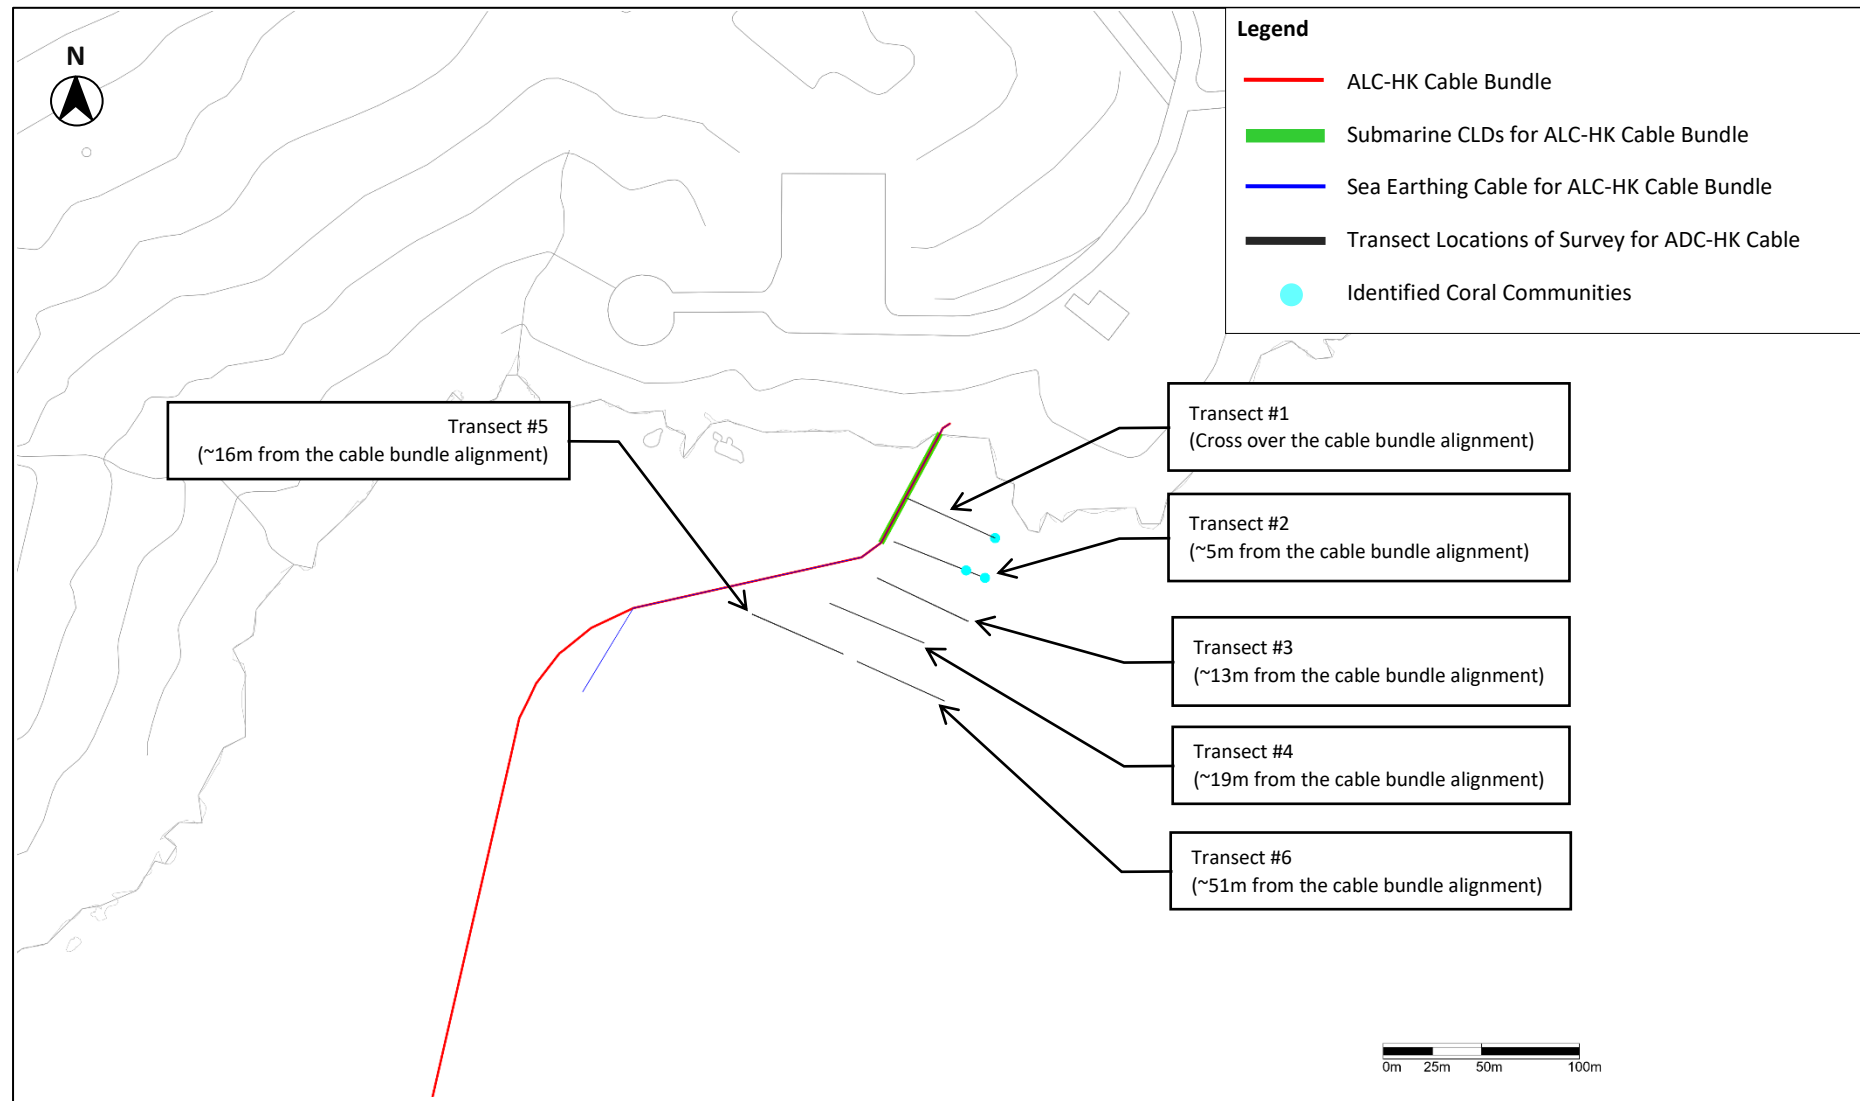 N
Legend
ALC-HK Cable Bundle
Submarine CLDs for ALC-HK Cable Bundle
Sea Earthing Cable for ALC-HK Cable Bundle
Transect Locations of Survey for ADC-HK Cable
Identified Coral Communities
Transect #5
(~16m from the cable bundle alignment)
Transect #1
(Cross over the cable bundle alignment)
Transect #2
(~5m from the cable bundle alignment)
Transect #3
(~13m from the cable bundle alignment)
Transect #4
(~19m from the cable bundle alignment)
Transect #6
(~51m from the cable bundle alignment)
0m 25m 50m 100m